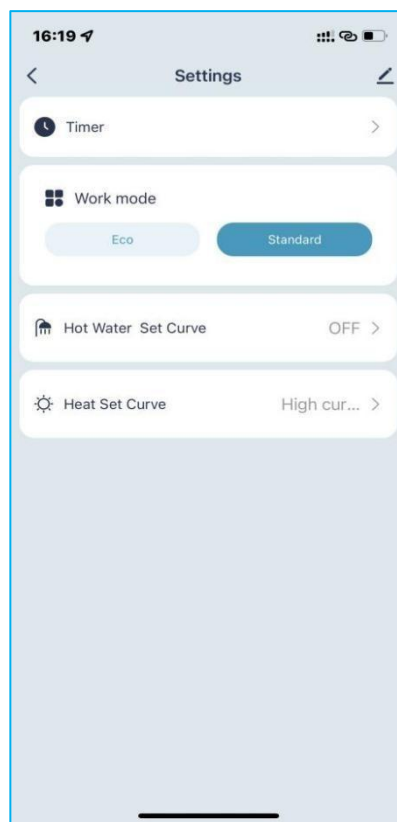 16:19
Settings
Timer
Work mode
Eco Standard
Hot Water Set Curve OFF
Heat Set Curve High cur...